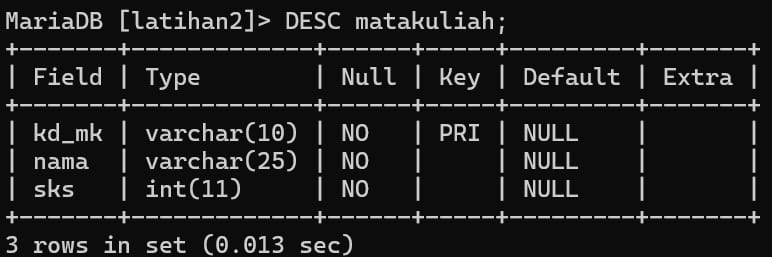 MariaDB [latihan2]> DESC matakuliah;
+-------+-------------+------+-----+---------+-------+
| Field | Type        | Null | Key | Default | Extra |
+-------+-------------+------+-----+---------+-------+
| kd_mk | varchar(10) | NO   | PRI | NULL    |       |
| nama  | varchar(25) | NO   |     | NULL    |       |
| sks   | int(11)     | NO   |     | NULL    |       |
+-------+-------------+------+-----+---------+-------+
3 rows in set (0.013 sec)